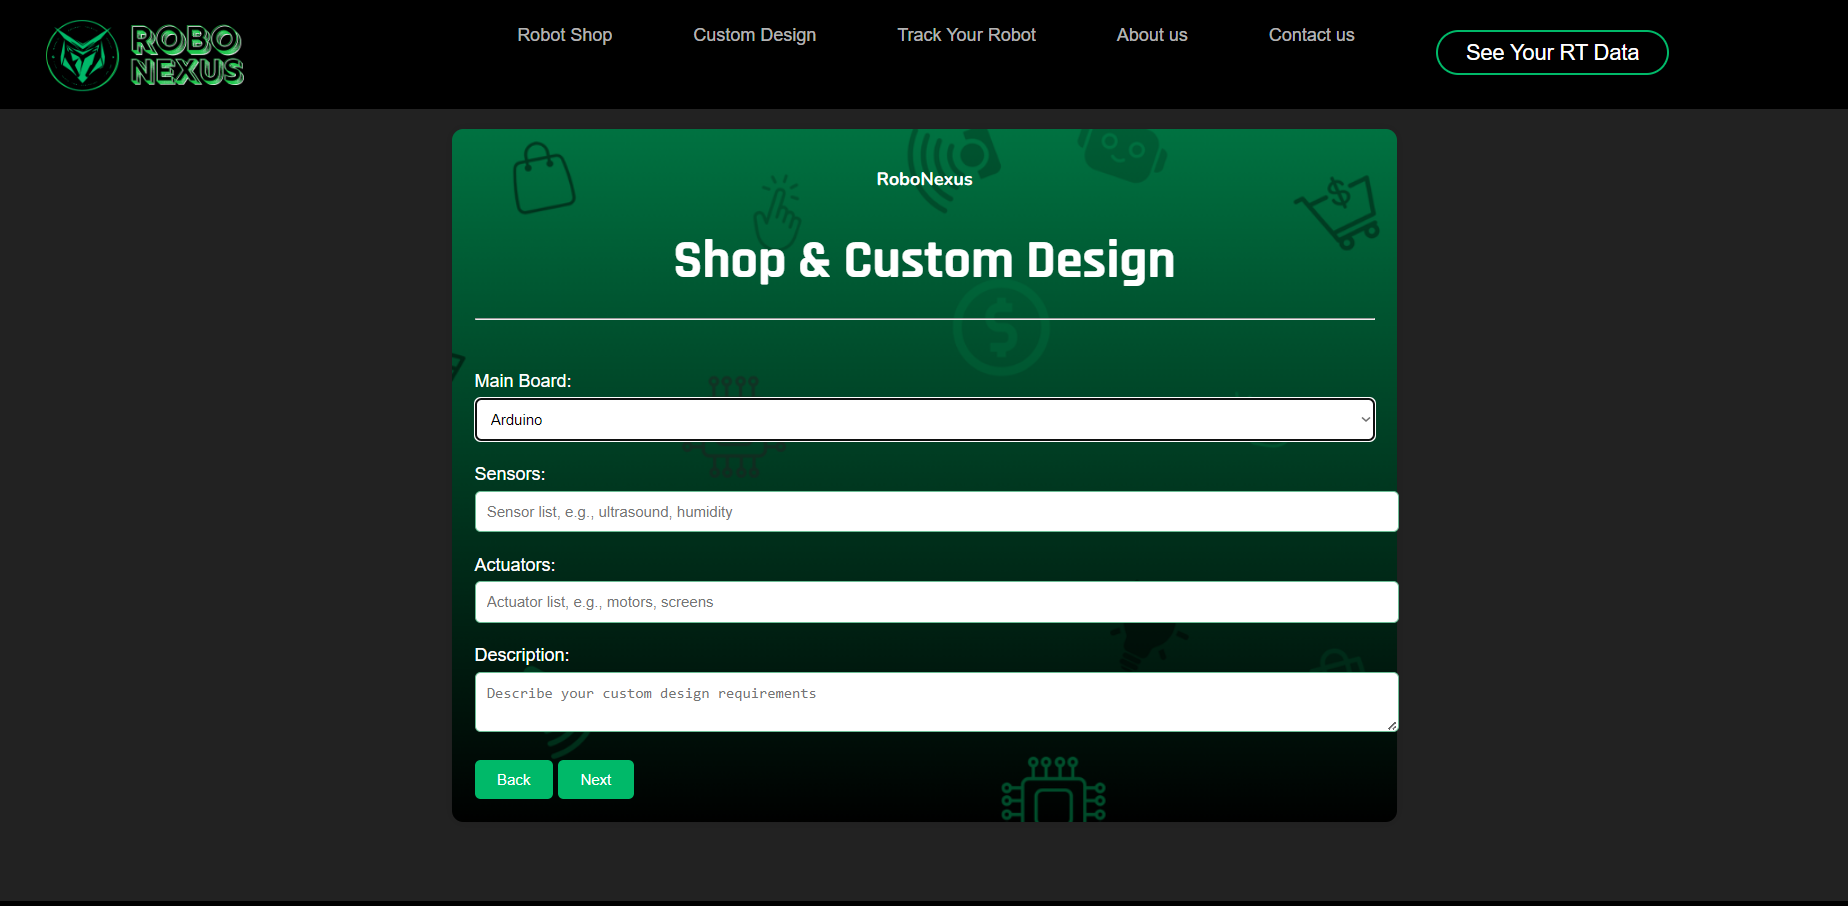 ROBO
NEXUS
Robot Shop
Custom Design
Track Your Robot
About us
Contact us
See Your RT Data
RoboNexus
Shop & Custom Design
Main Board:
Arduino
Sensors:
Sensor list, e.g., ultrasound, humidity
Actuators:
Actuator list, e.g., motors, screens
Description:
Describe your custom design requirements
Back
Next